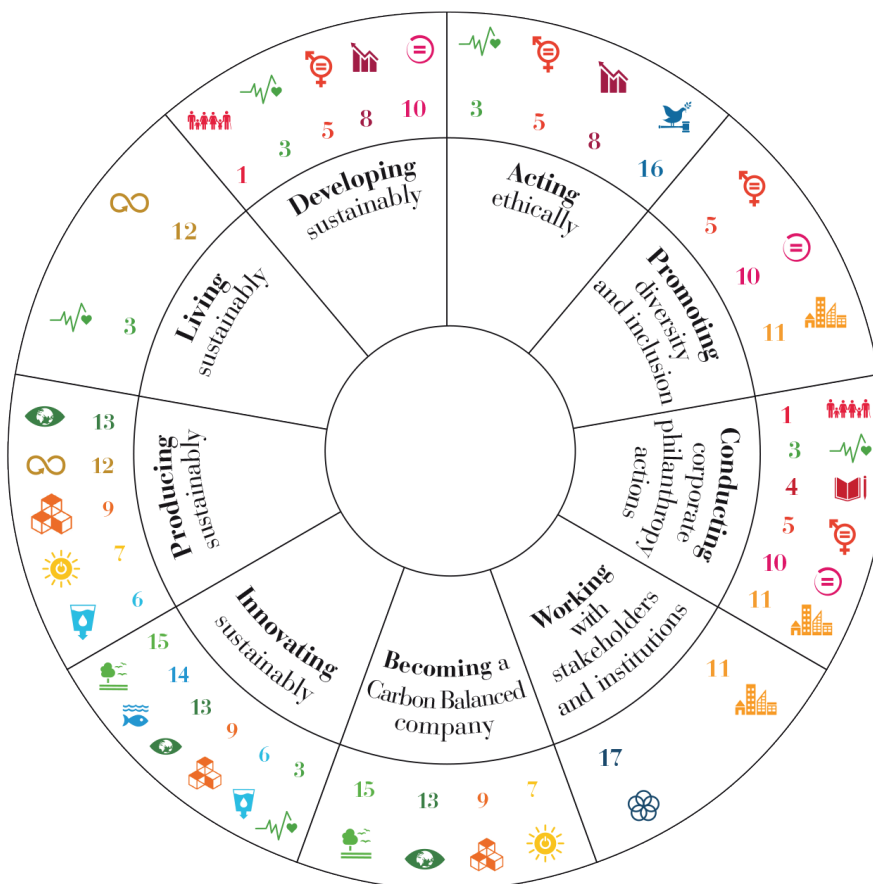 3
5
8
16
Acting
ethically
5
10
11
Promoting
diversity
and inclusion
1
3
4
5
10
11
Conducting
corporate
philanthropy
actions
11
17
Working
with
stakeholders
and institutions
7
9
13
15
Becoming a
Carbon Balanced
company
3
6
9
13
14
15
Innovating
sustainably
6
7
9
12
13
Producing
sustainably
3
12
Living
sustainably
1
3
5
8
10
Developing
sustainably